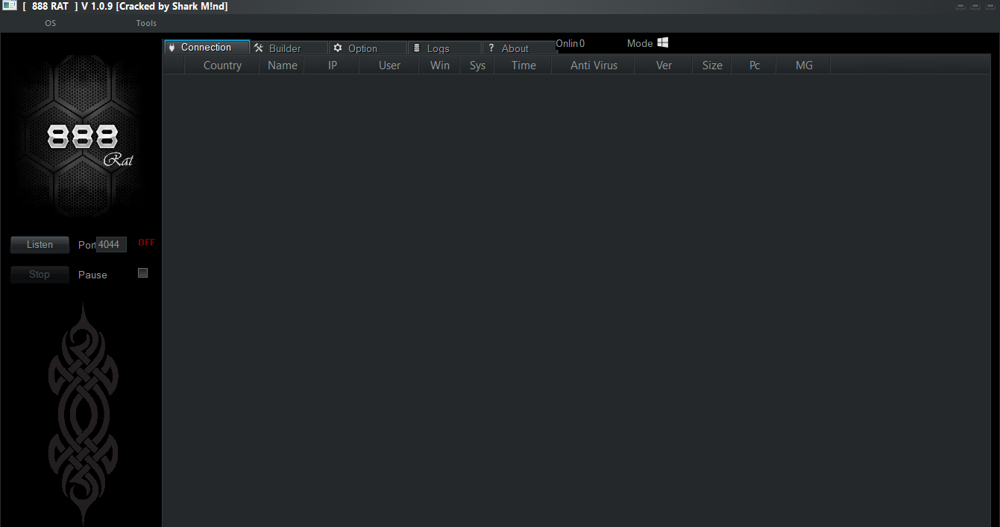 [ 888 RAT ] V 1.0.9 [Cracked by Shark M!nd]
OS Tools
Connection Builder Option Logs ? About Onlin 0 Mode
Country Name IP User Win Sys Time Anti Virus Ver Size Pc MG
888
Rat
Listen Port 4044 OFF
Stop Pause